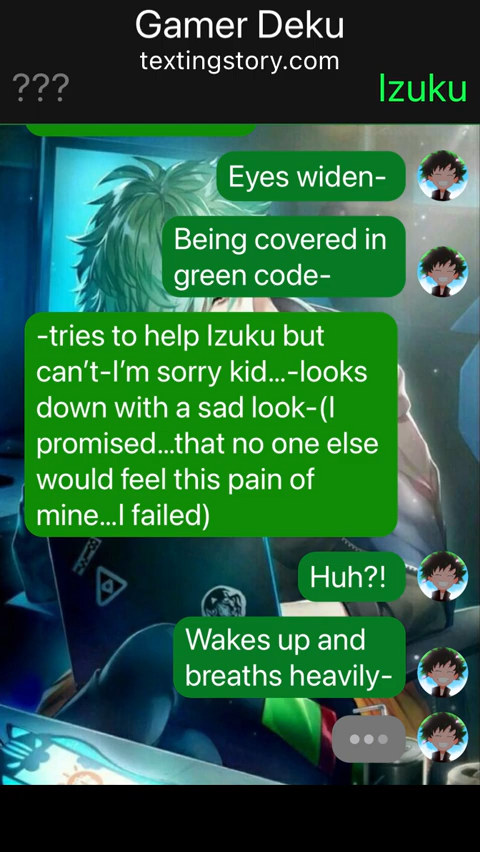 Gamer Deku
textingstory.com
???
Izuku
Eyes widen-
Being covered in
green code-
-tries to help Izuku but
can’t-I’m sorry kid...-looks
down with a sad look-(I
promised...that no one else
would feel this pain of
mine...I failed)
Huh?!
Wakes up and
breaths heavily-